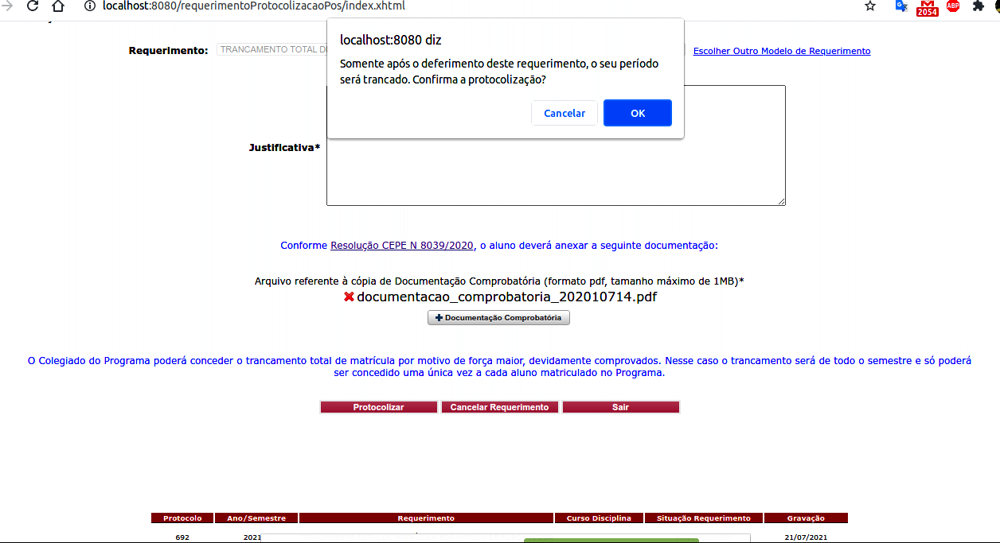 localhost:8080/requerimentoProtocolizacaoPos/index.xhtml
2054
ABP
localhost:8080 diz
Somente após o deferimento deste requerimento, o seu período
será trancado. Confirma a protocolização?
Cancelar OK
Requerimento: TRANCAMENTO TOTAL DE Escolher Outro Modelo de Requerimento
Justificativa*
Conforme Resolução CEPE N 8039/2020, o aluno deverá anexar a seguinte documentação:
Arquivo referente à cópia de Documentação Comprobatória (formato pdf, tamanho máximo de 1MB)*
documentacao_comprobatoria_202010714.pdf
Documentação Comprobatória
O Colegiado do Programa poderá conceder o trancamento total de matrícula por motivo de força maior, devidamente comprovados. Nesse caso o trancamento será de todo o semestre e só poderá
ser concedido uma única vez a cada aluno matriculado no Programa.
Protocolizar Cancelar Requerimento Sair
Protocolo Ano/Semestre Requerimento Curso Disciplina Situação Requerimento Gravação
692 2021 21/07/2021